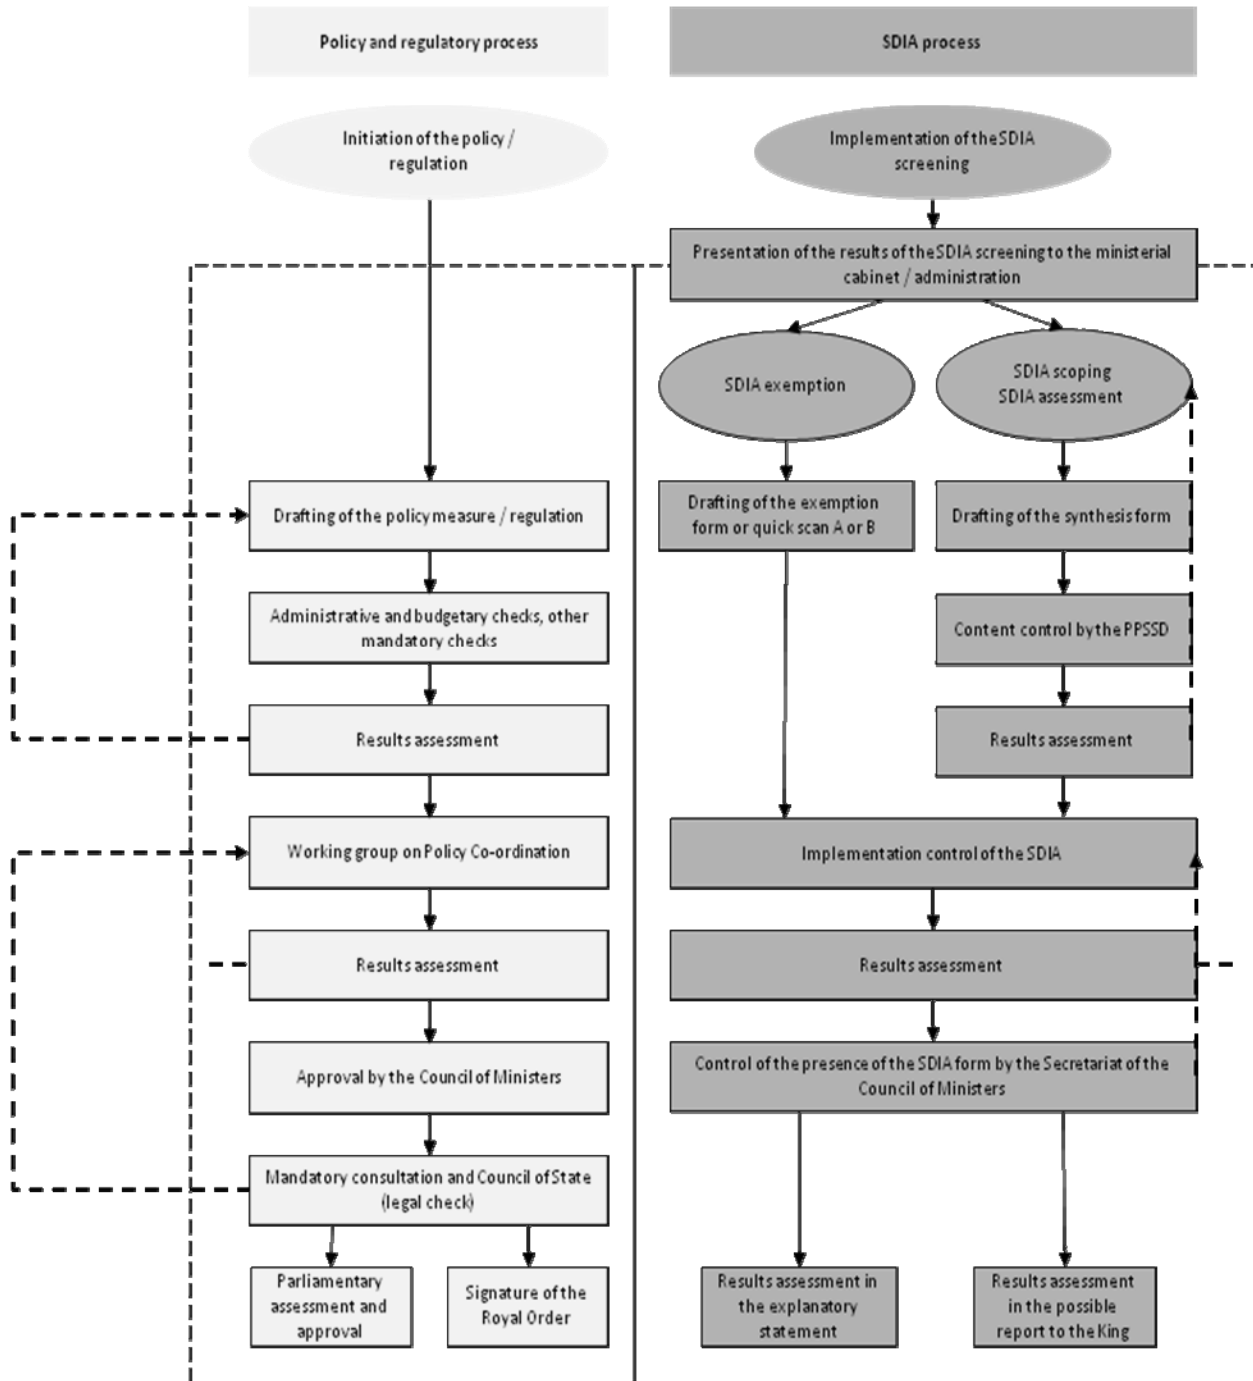 Policy and regulatory process
SDIA process
Initiation of the policy /
regulation
Implementation of the SDIA
screening
Presentation of the results of the SDIA screening to the ministerial
cabinet / administration
SDIA exemption
SDIA scoping
SDIA assessment
Drafting of the policy measure / regulation
Drafting of the exemption
form or quick scan A or B
Drafting of the synthesis form
Administrative and budgetary checks, other
mandatory checks
Content control by the PPSSD
Results assessment
Results assessment
Working group on Policy Co-ordination
Implementation control of the SDIA
Results assessment
Results assessment
Approval by the Council of Ministers
Control of the presence of the SDIA form by the Secretariat of the
Council of Ministers
Mandatory consultation and Council of State
(legal check)
Parliamentary
assessment and
approval
Signature of the
Royal Order
Results assessment in
the explanatory
statement
Results assessment
in the possible
report to the King